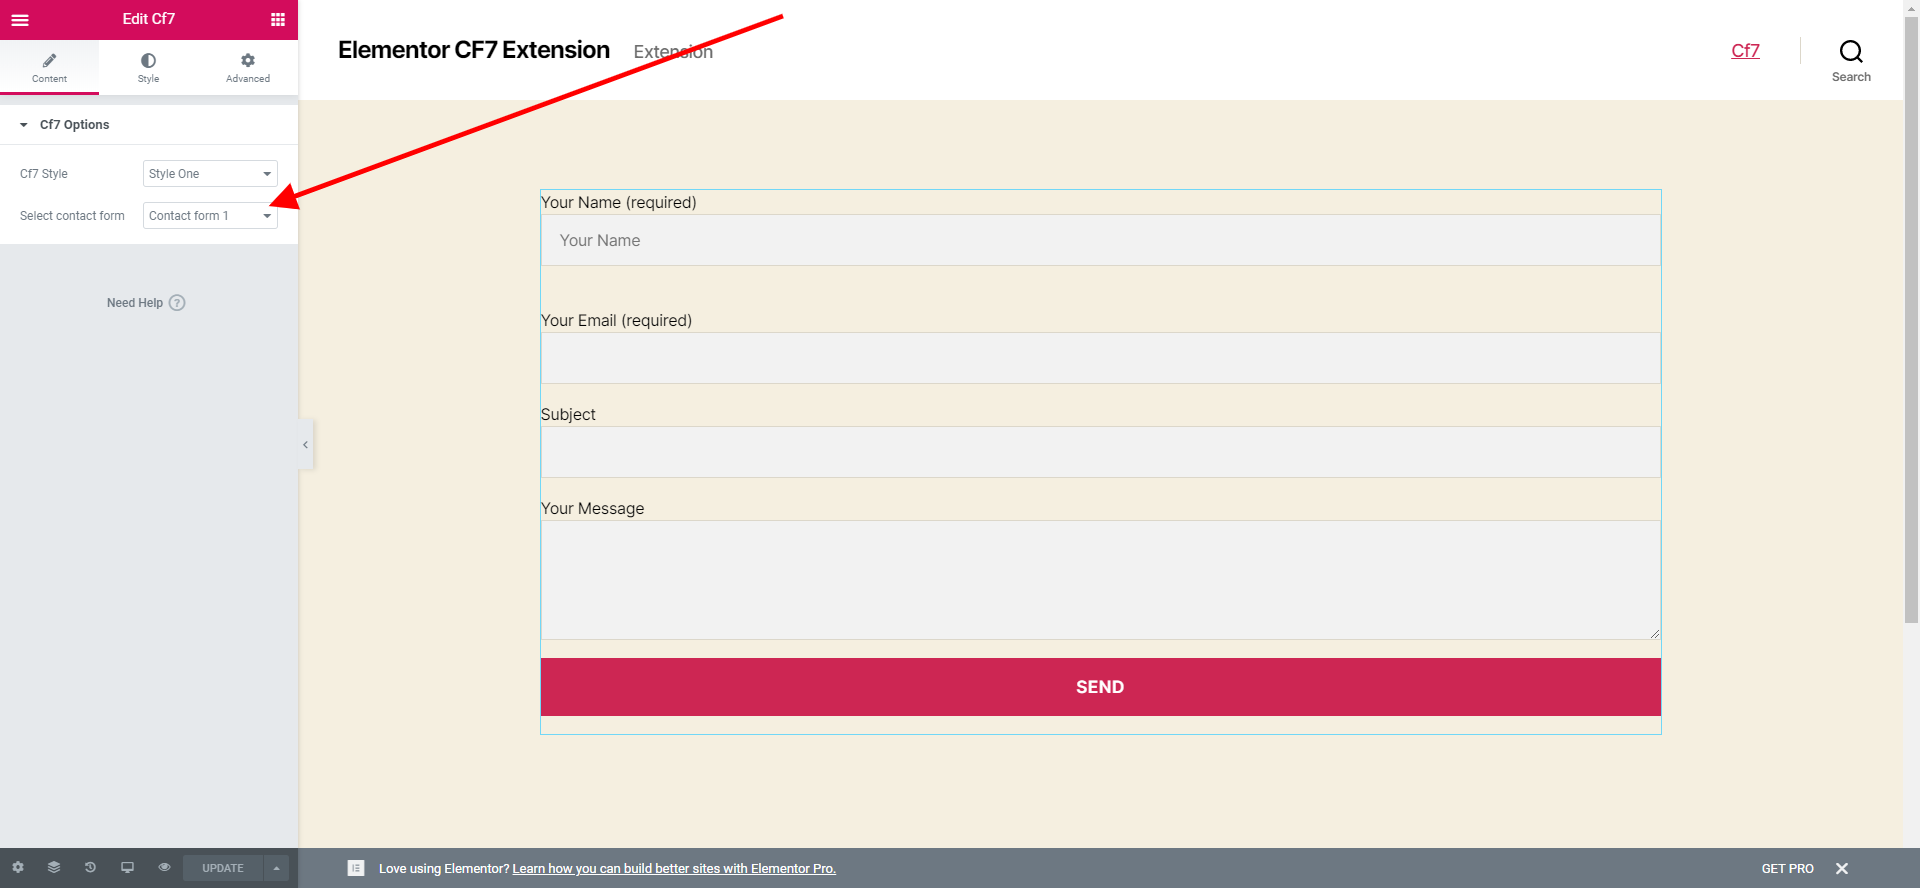 Edit Cf7
Content
Style
Advanced
Cf7 Options
Cf7 Style
Style One
Select contact form
Contact form 1
Need Help ?
UPDATE
Elementor CF7 Extension
Extension
Cf7
Search
Your Name (required)
Your Name
Your Email (required)
Subject
Your Message
SEND
Love using Elementor? Learn how you can build better sites with Elementor Pro.
GET PRO